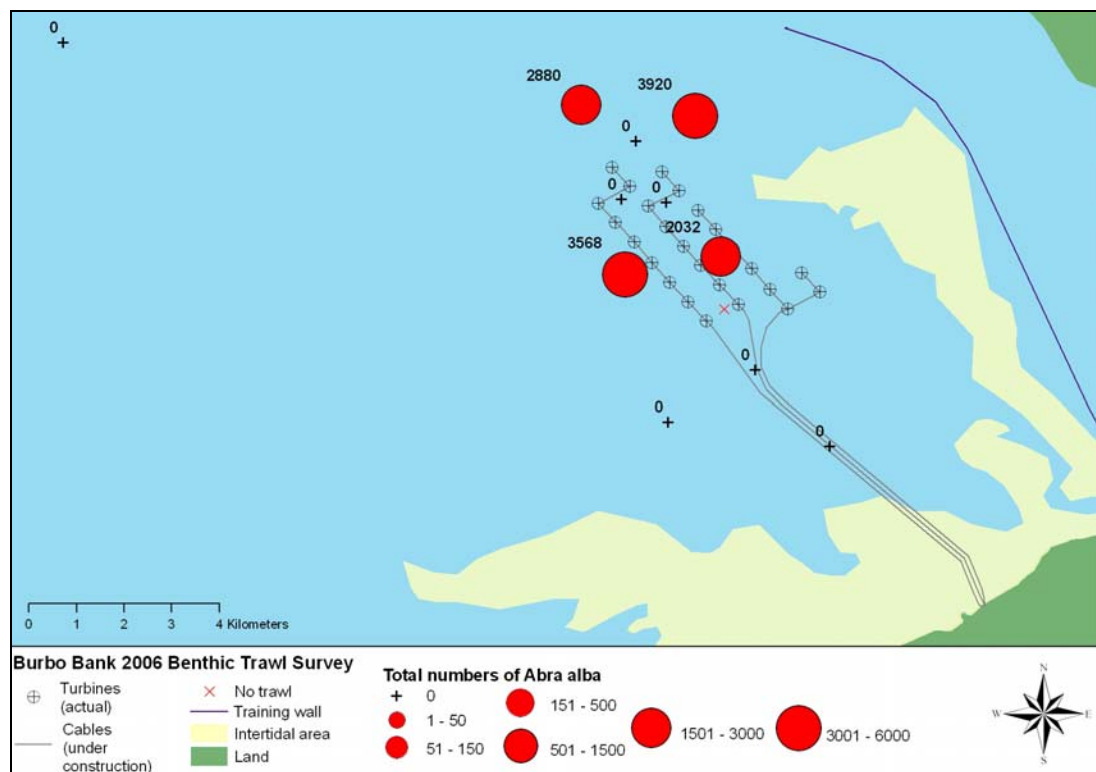 0
2880
3920
0
0
0
2032
3568
0
0
0
0 1 2 3 4 Kilometers
Burbo Bank 2006 Benthic Trawl Survey
Turbines
(actual)
Cables
(under
construction)
No trawl
Training wall
Intertidal area
Land
Total numbers of Abra alba
0
1 - 50
51 - 150
151 - 500
501 - 1500
1501 - 3000
3001 - 6000
N
W E
S